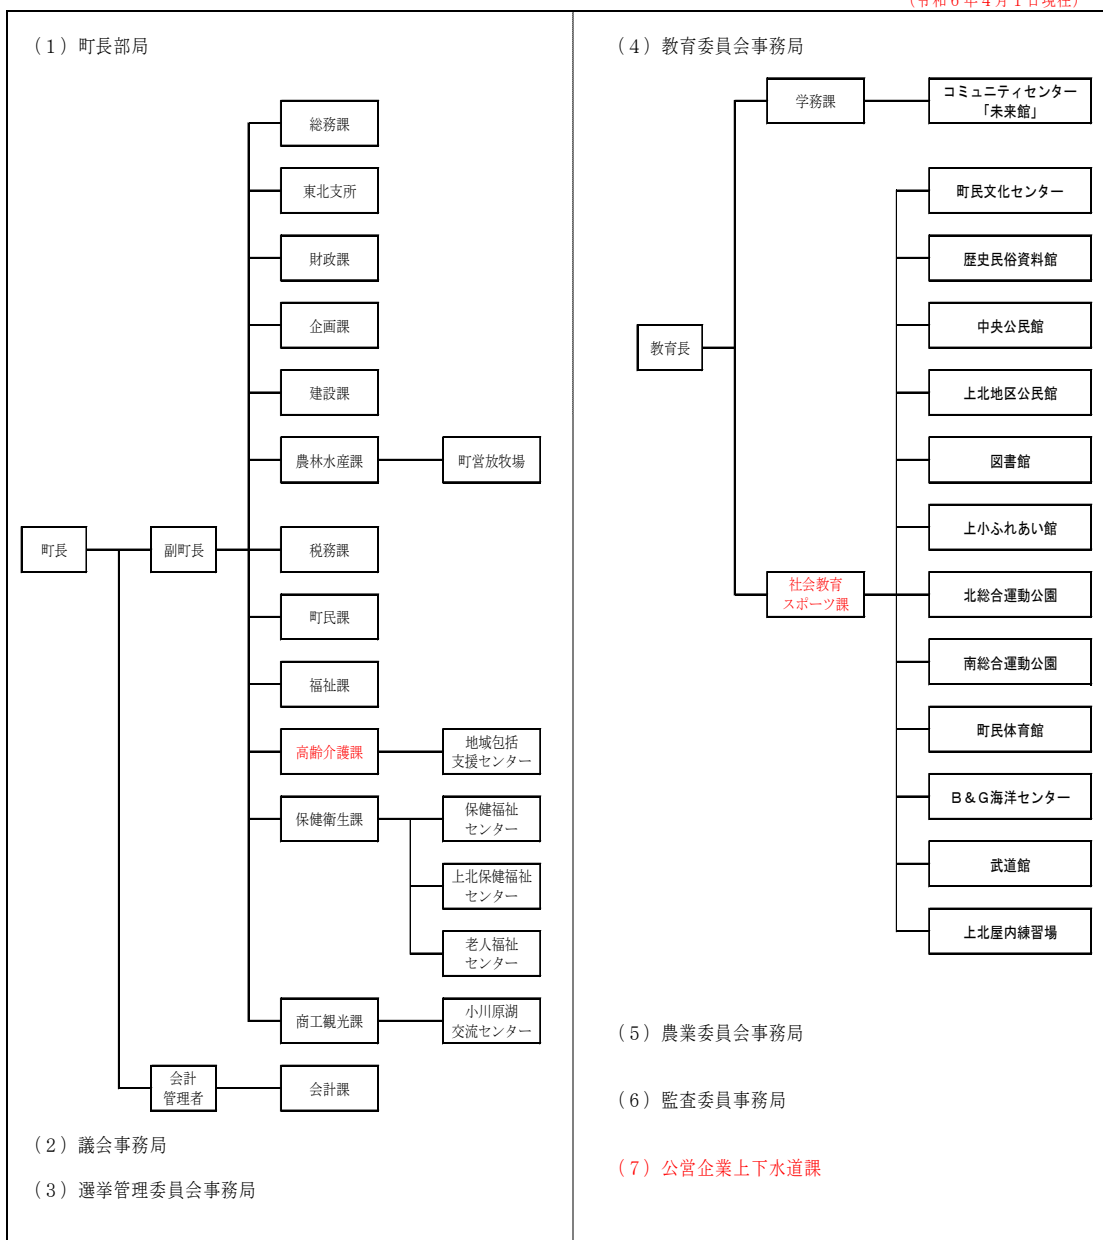 (令和６年４月１日現在)
(１) 町長部局
総務課
東北支所
財政課
企画課
建設課
農林水産課
町営放牧場
町長
副町長
税務課
町民課
福祉課
高齢介護課
地域包括
支援センター
保健衛生課
保健福祉
センター
上北保健福祉
センター
老人福祉
センター
商工観光課
小川原湖
交流センター
会計
管理者
会計課
(２) 議会事務局
(３) 選挙管理委員会事務局
(４) 教育委員会事務局
学務課
コミュニティセンター
「未来館」
町民文化センター
歴史民俗資料館
中央公民館
教育長
上北地区公民館
図書館
上小ふれあい館
社会教育
スポーツ課
北総合運動公園
南総合運動公園
町民体育館
Ｂ＆Ｇ海洋センター
武道館
上北屋内練習場
(５) 農業委員会事務局
(６) 監査委員事務局
(７) 公営企業上下水道課